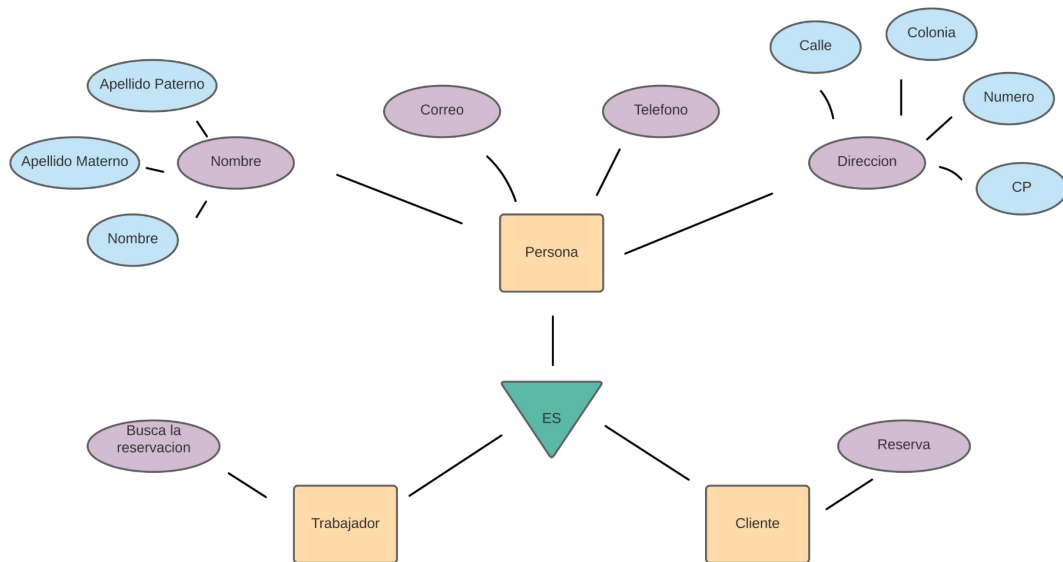 Colonia
Calle
Apellido Paterno
Correo
Telefono
Numero
Apellido Materno
Nombre
Direccion
CP
Nombre
Persona
ES
Busca la
reservacion
Reserva
Trabajador
Cliente